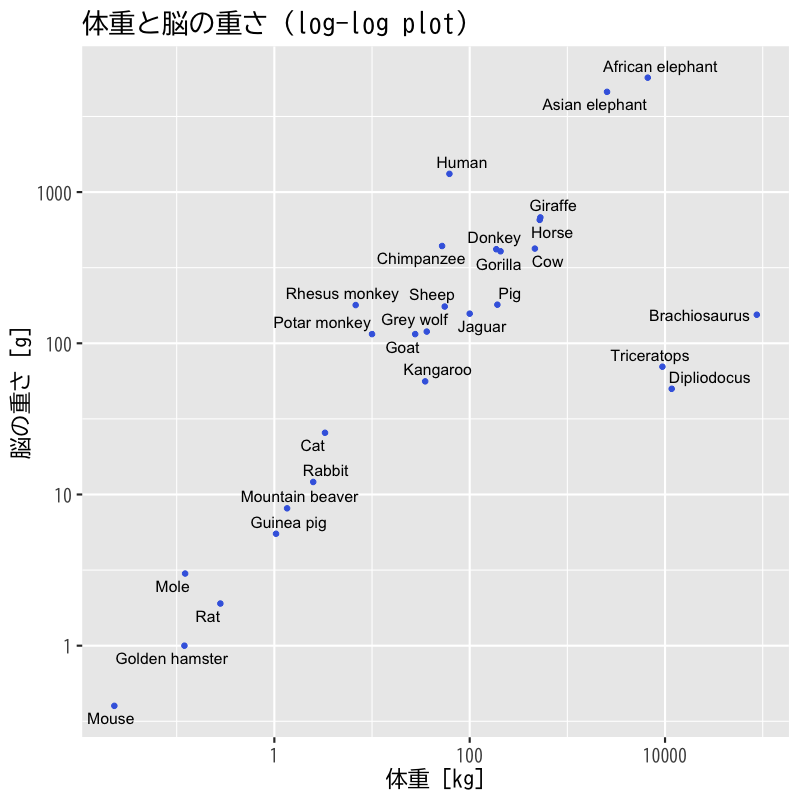 体重と脳の重さ (log-log plot)
African elephant
Asian elephant
Human
Giraffe
Horse
Donkey
Gorilla
Cow
Chimpanzee
Rhesus monkey
Sheep
Pig
Potar monkey
Grey wolf
Jaguar
Goat
Kangaroo
Brachiosaurus
Triceratops
Dipliodocus
Cat
Rabbit
Mountain beaver
Guinea pig
Mole
Rat
Golden hamster
Mouse
1000
100
10
1
脳の重さ [g]
1
100
10000
体重 [kg]